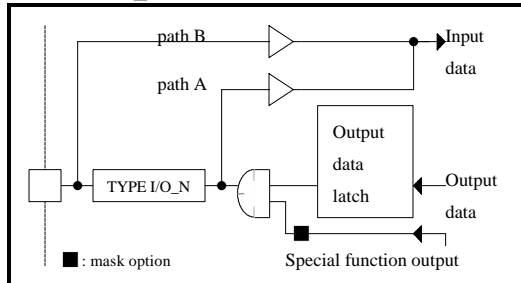 path B
Input
data
path A
Output
data
latch
TYPE I/O_N
Output
data
■ : mask option
Special function output